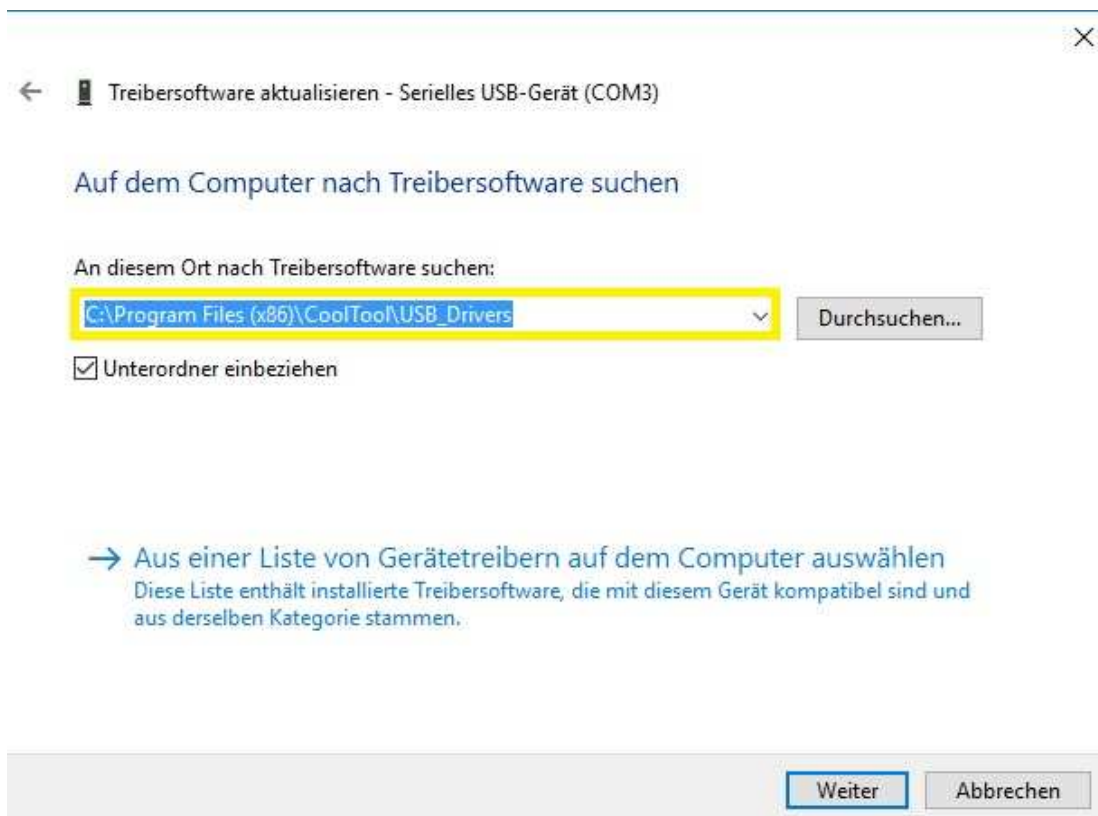 Treibersoftware aktualisieren - Serielles USB-Gerät (COM3)
Auf dem Computer nach Treibersoftware suchen
An diesem Ort nach Treibersoftware suchen:
C:\Program Files (x86)\CoolTool\USB_Drivers
Durchsuchen...
Unterordner einbeziehen
Aus einer Liste von Gerätetreibern auf dem Computer auswählen
Diese Liste enthält installierte Treibersoftware, die mit diesem Gerät kompatibel sind und
aus derselben Kategorie stammen.
Weiter
Abbrechen